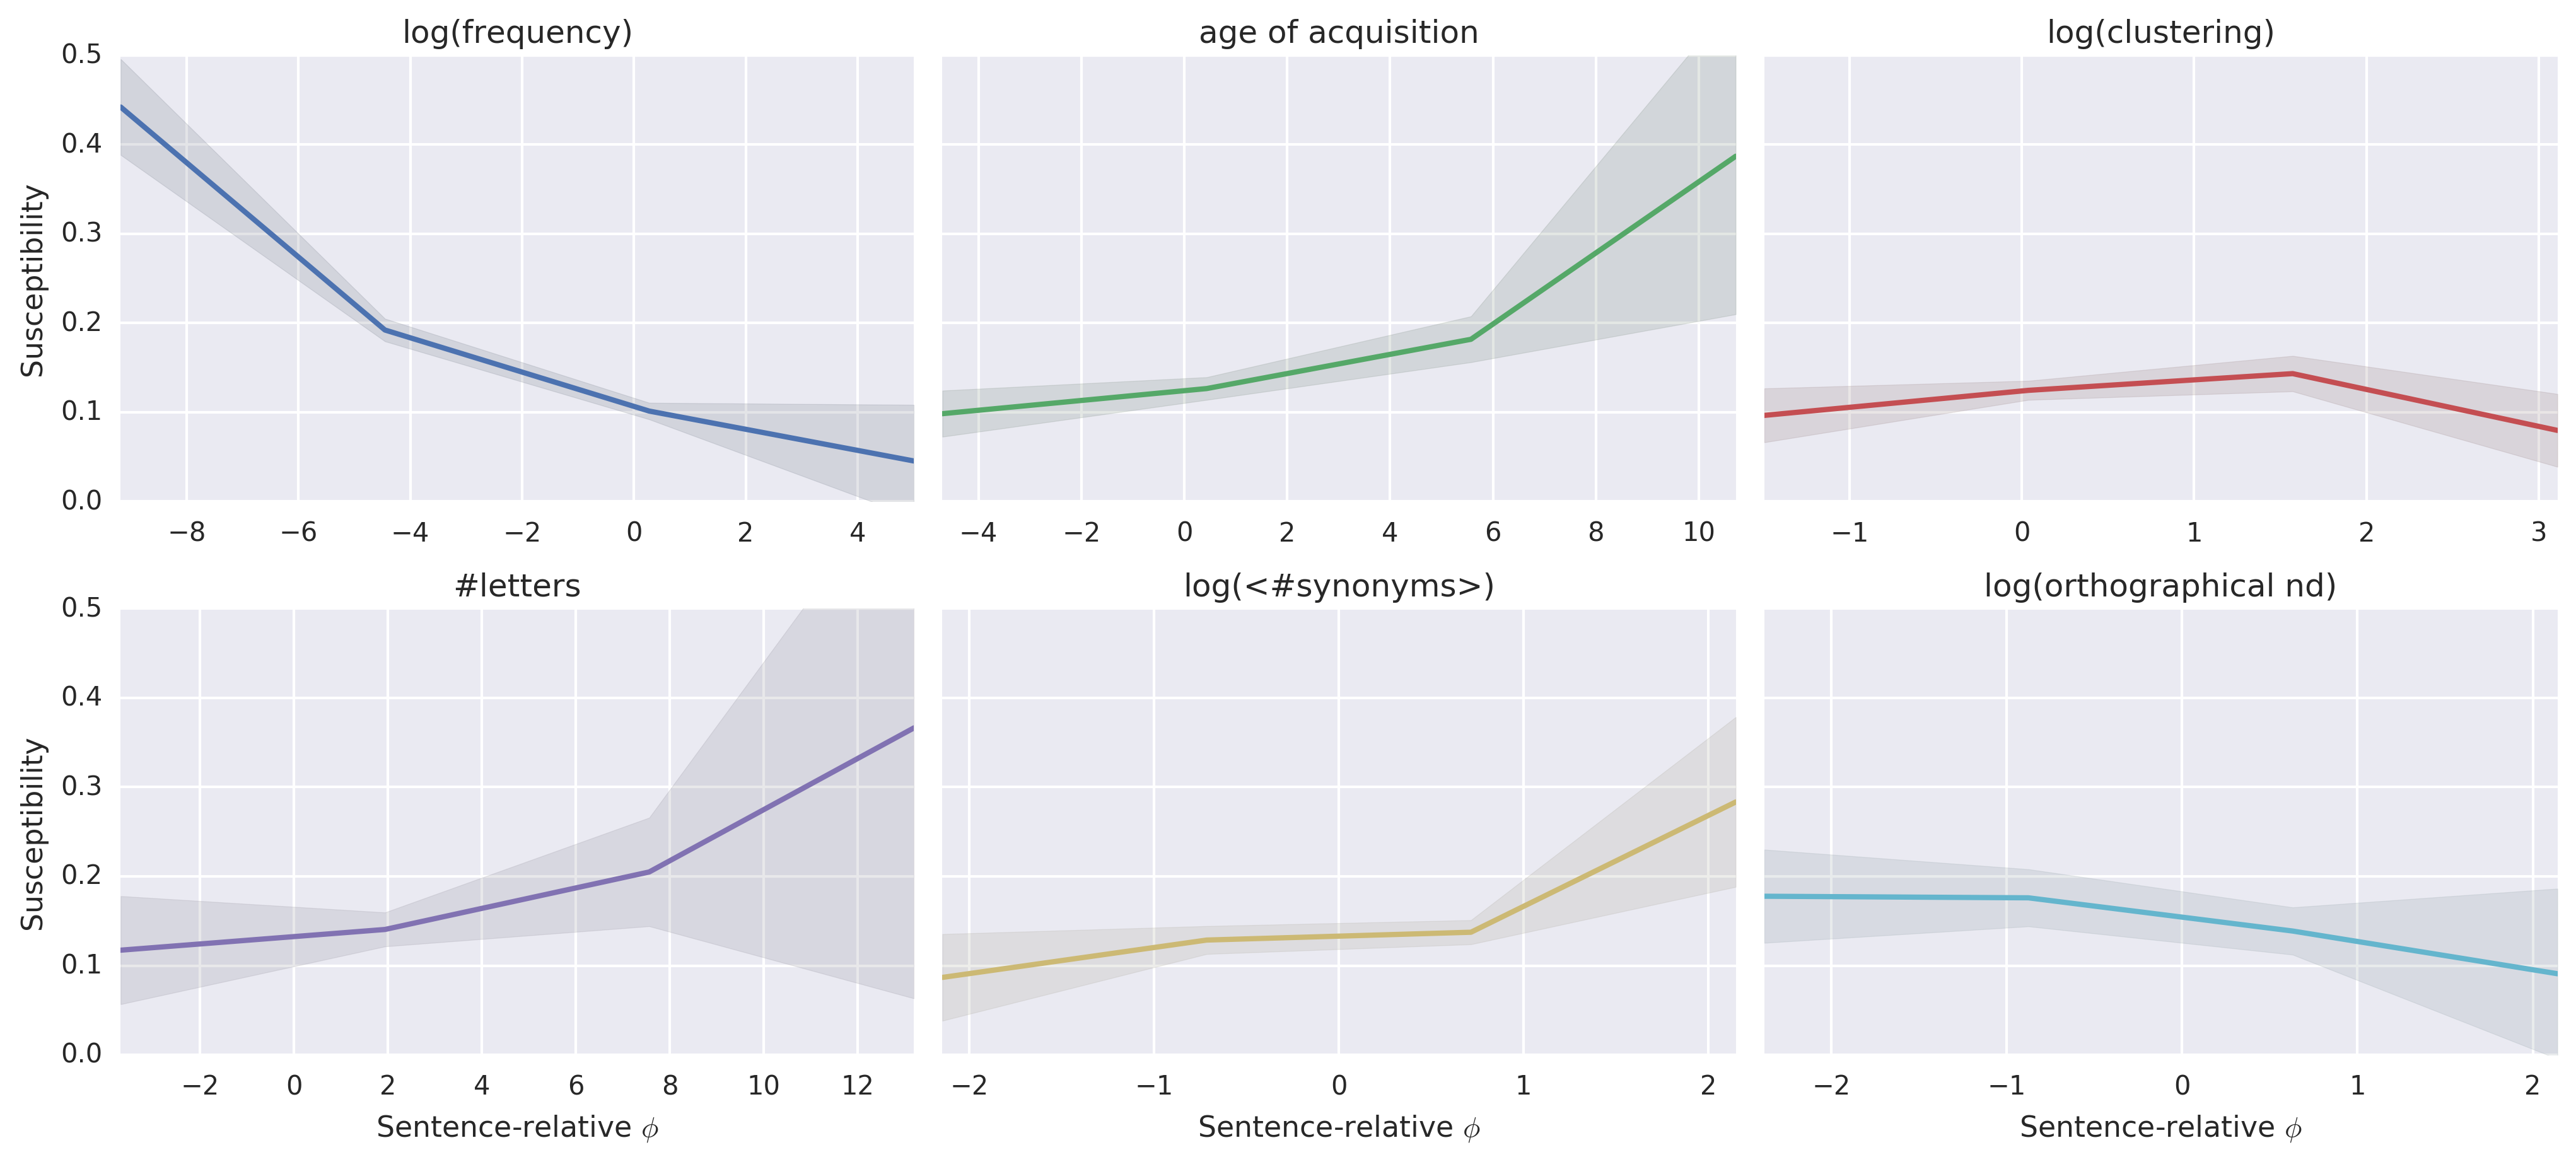 log(frequency) age of acquisition log(clustering)
0.5
0.4
0.3
0.2
0.1
0.0
Susceptibility
−8 −6 −4 −2 0 2 4 −4 −2 0 2 4 6 8 10 −1 0 1 2 3
#letters log(<#synonyms>) log(orthographical nd)
0.5
0.4
0.3
0.2
0.1
0.0
Susceptibility
−2 0 2 4 6 8 10 12 −2 −1 0 1 2 −2 −1 0 1 2
Sentence-relative ϕ Sentence-relative ϕ Sentence-relative ϕ